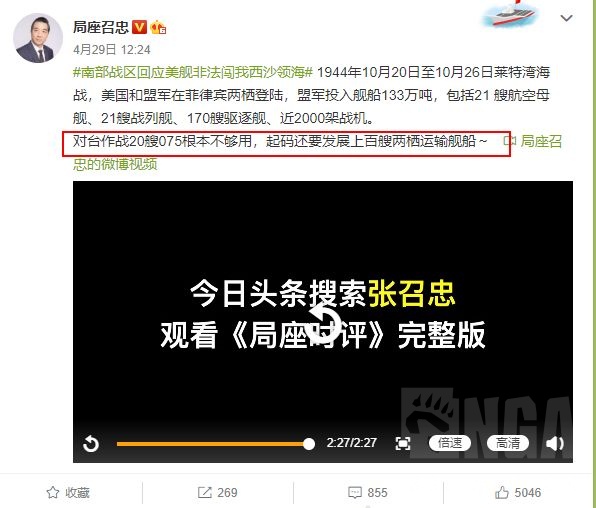 局座召忠
4月29日 12:24
#南部战区回应美舰非法闯我西沙领海# 1944年10月20日至10月26日莱特湾海
战，美国和盟军在菲律宾两栖登陆，盟军投入舰船133万吨，包括21 艘航空母
舰、21艘战列舰、170艘驱逐舰、近2000架战机。
对台作战20艘075根本不够用，起码还要发展上百艘两栖运输舰船～ 局座召
忠的微博视频
今日头条搜索张召忠
观看《局座时评》完整版
NGA
2:27/2:27 倍速 高清
收藏 269 855 5046